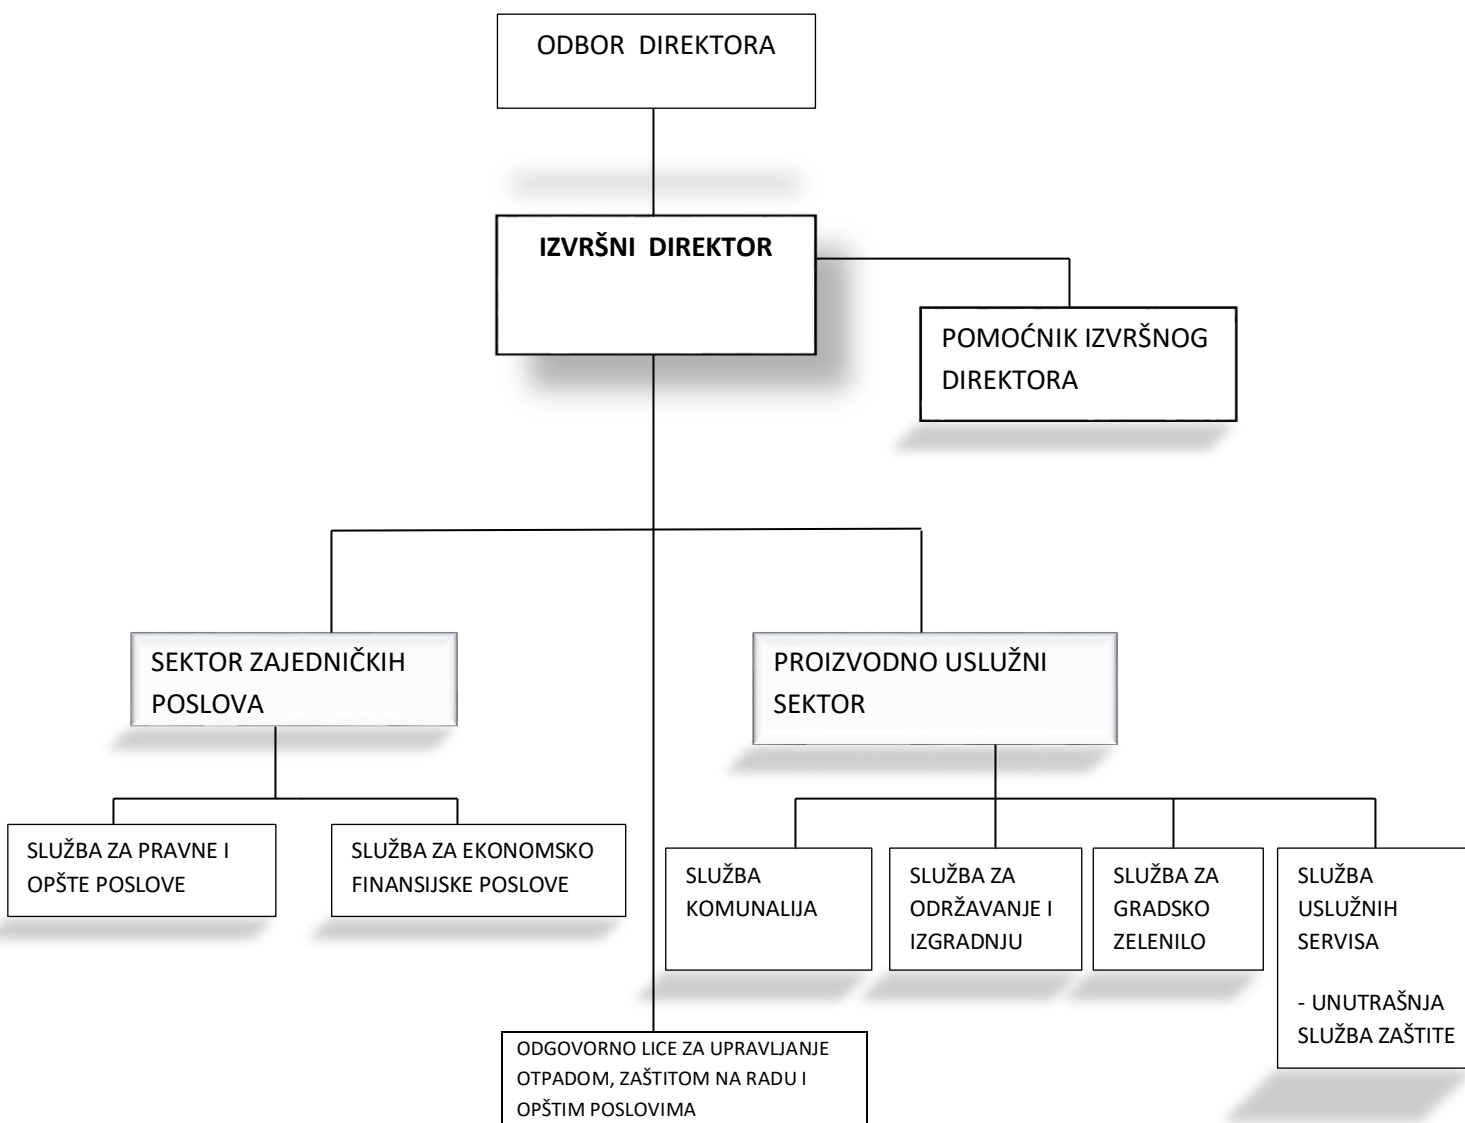 ODBOR DIREKTORA
IZVRŠNI DIREKTOR
POMOĆNIK IZVRŠNOG
DIREKTORA
SEKTOR ZAJEDNIČKIH
POSLOVA
PROIZVODNO USLUŽNI
SEKTOR
SLUŽBA ZA PRAVNE I
OPŠTE POSLOVE
SLUŽBA ZA EKONOMSKO
FINANSIJSKE POSLOVE
SLUŽBA
KOMUNALIJA
SLUŽBA ZA
ODRŽAVANJE I
IZGRADNJU
SLUŽBA ZA
GRADSKO
ZELENILO
SLUŽBA
USLUŽNIH
SERVISA
- UNUTRAŠNJA
SLUŽBA ZAŠTITE
ODGOVORNO LICE ZA UPRAVLJANJE
OTPADOM, ZAŠTITOM NA RADU I
OPŠTIM POSLOVIMA